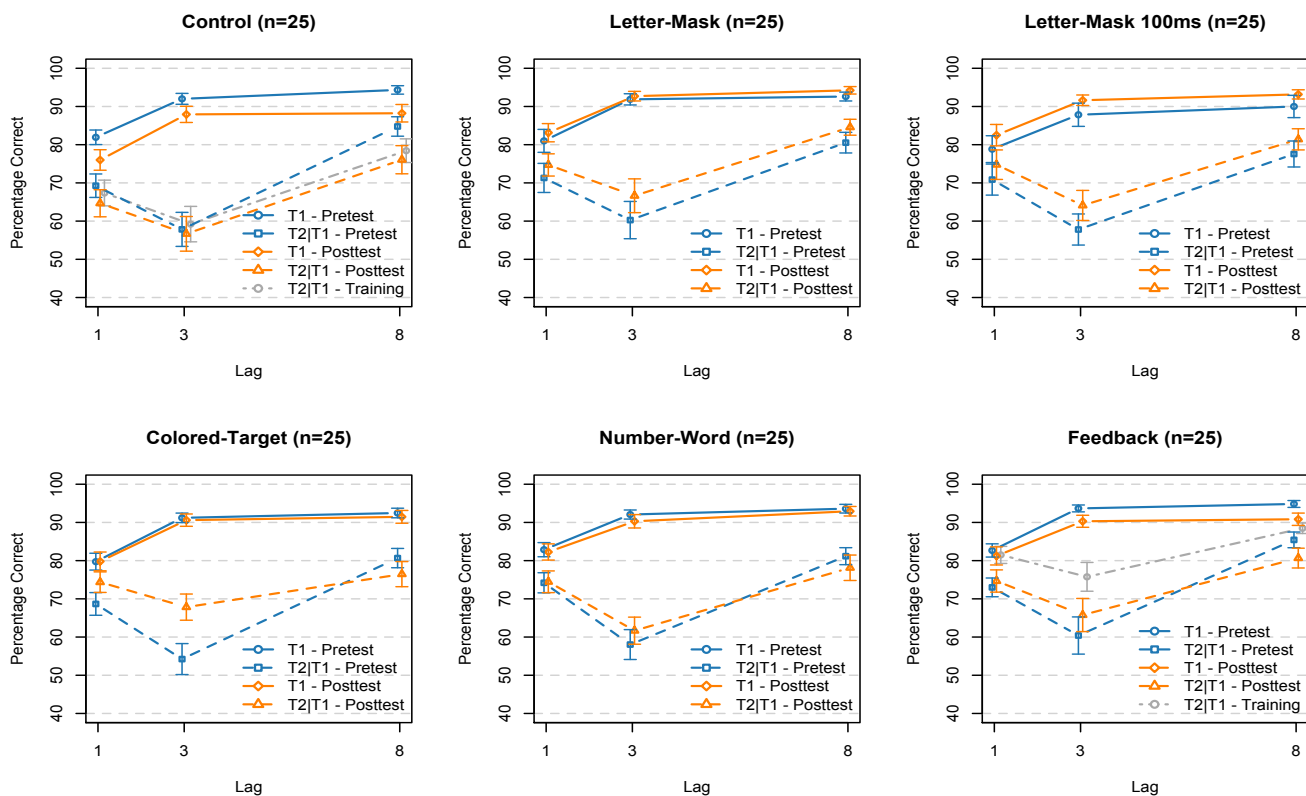 Control (n=25)
Percentage Correct
100
90
80
70
60
50
40
T1 - Pretest
T2|T1 - Pretest
T1 - Posttest
T2|T1 - Posttest
T2|T1 - Training
1
3
8
Lag
Letter-Mask (n=25)
Percentage Correct
100
90
80
70
60
50
40
T1 - Pretest
T2|T1 - Pretest
T1 - Posttest
T2|T1 - Posttest
1
3
8
Lag
Letter-Mask 100ms (n=25)
Percentage Correct
100
90
80
70
60
50
40
T1 - Pretest
T2|T1 - Pretest
T1 - Posttest
T2|T1 - Posttest
1
3
8
Lag
Colored-Target (n=25)
Percentage Correct
100
90
80
70
60
50
40
T1 - Pretest
T2|T1 - Pretest
T1 - Posttest
T2|T1 - Posttest
1
3
8
Lag
Number-Word (n=25)
Percentage Correct
100
90
80
70
60
50
40
T1 - Pretest
T2|T1 - Pretest
T1 - Posttest
T2|T1 - Posttest
1
3
8
Lag
Feedback (n=25)
Percentage Correct
100
90
80
70
60
50
40
T1 - Pretest
T2|T1 - Pretest
T1 - Posttest
T2|T1 - Posttest
T2|T1 - Training
1
3
8
Lag